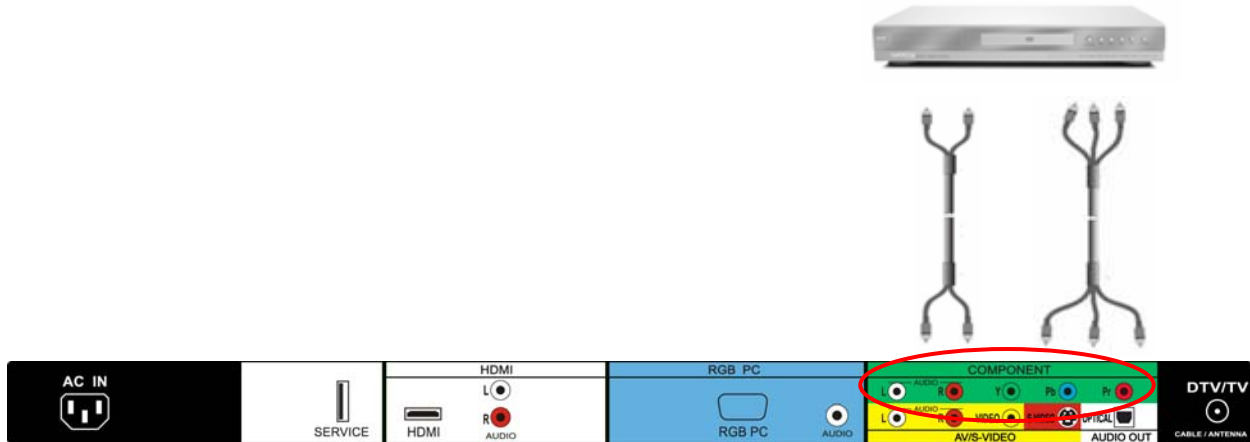 AC IN
SERVICE
HDMI
L
R
HDMI
AUDIO
RGB PC
RGB PC
AUDIO
COMPONENT
L AUDIO R Y Pb Pr
L AUDIO R VIDEO S-VIDEO OPTICAL
AV/S-VIDEO AUDIO OUT
DTV/TV
CABLE / ANTENNA